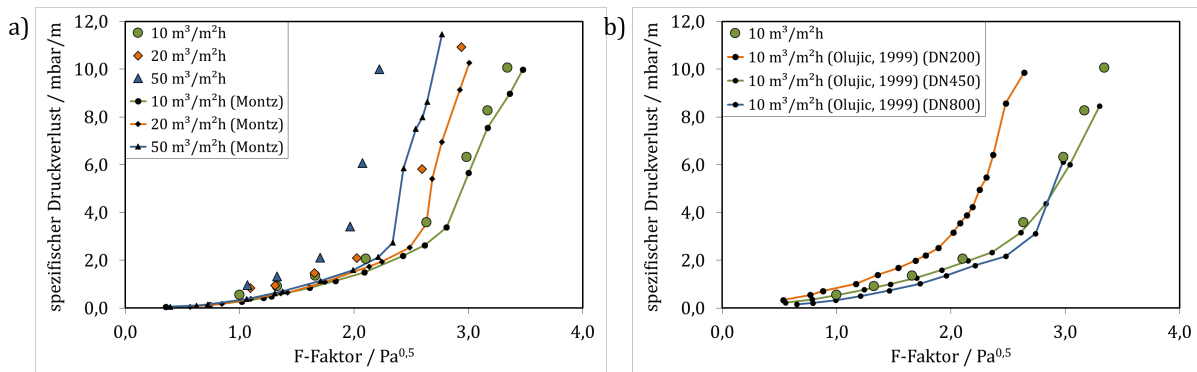 a)
spezifischer Druckverlust / mbar/m
12,0
10,0
8,0
6,0
4,0
2,0
0,0
10 m³/m²h
20 m³/m²h
50 m³/m²h
10 m³/m²h (Montz)
20 m³/m²h (Montz)
50 m³/m²h (Montz)
0,0 1,0 2,0 3,0 4,0
F-Faktor / Pa⁰,⁵
b)
spezifischer Druckverlust / mbar/m
12,0
10,0
8,0
6,0
4,0
2,0
0,0
10 m³/m²h
10 m³/m²h (Olujic, 1999) (DN200)
10 m³/m²h (Olujic, 1999) (DN450)
10 m³/m²h (Olujic, 1999) (DN800)
0,0 1,0 2,0 3,0 4,0
F-Faktor / Pa⁰,⁵